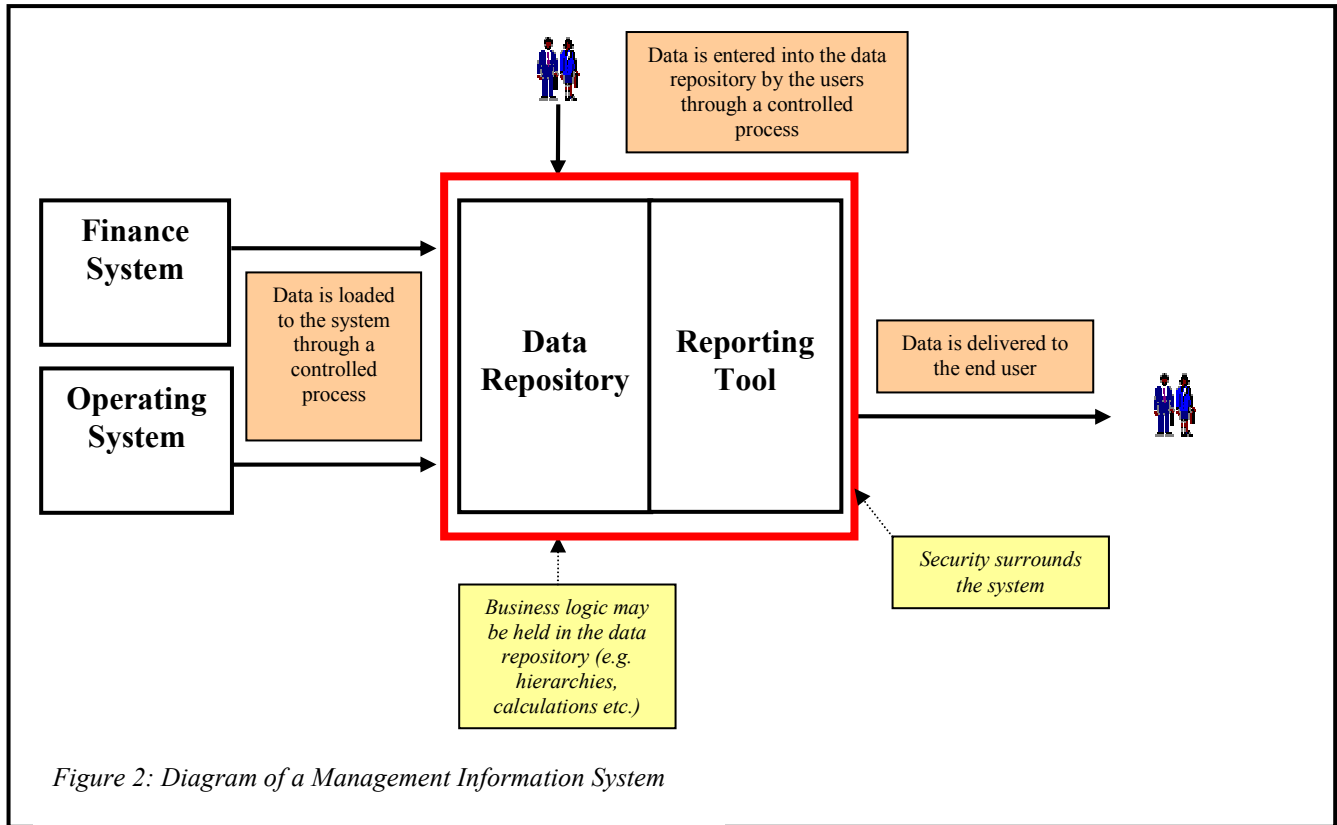 Data is entered into the data
repository by the users
through a controlled
process
Finance
System
Data is loaded
to the system
through a
controlled
process
Operating
System
Data
Repository
Reporting
Tool
Data is delivered to
the end user
Security surrounds
the system
Business logic may
be held in the data
repository (e.g.
hierarchies,
calculations etc.)
Figure 2: Diagram of a Management Information System